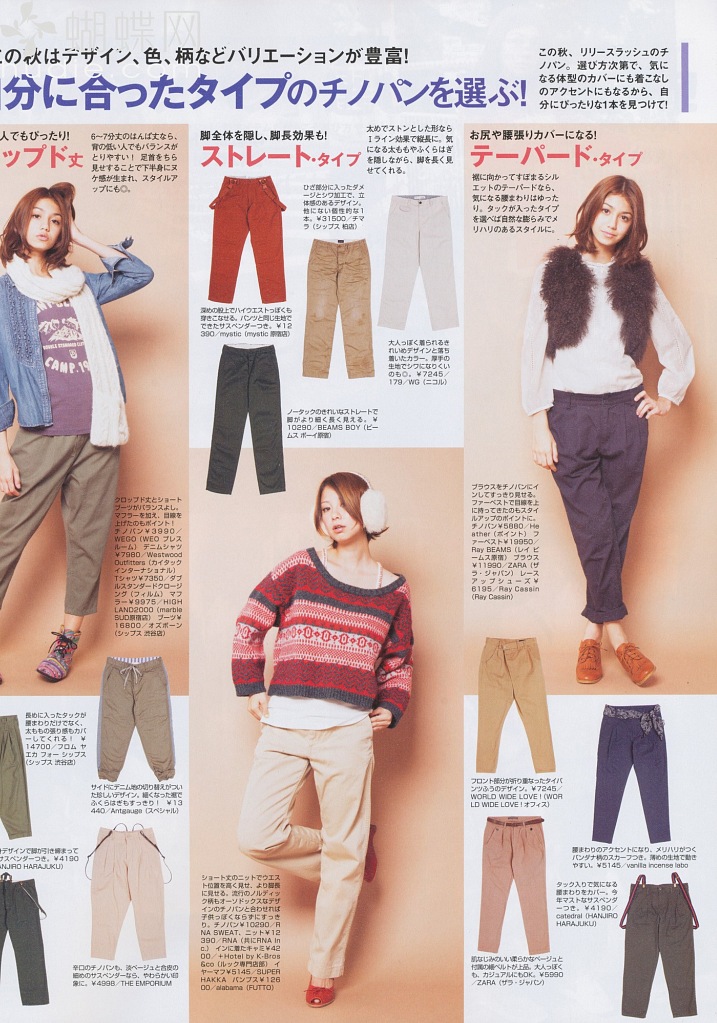 蝴蝶网
の秋はデザイン、色、柄などバリエーションが豊富!
分に合ったタイプのチノパンを選ぶ!
この秋、リリースラッシュのチ
ノパン。選び方次第で、気に
なる体型のカバーにも着こなし
のアクセントにもなるから、自
分にぴったりな1本を見つけて!
人でもぴったり!
ップド丈
6〜7分丈のはんぱ丈なら、
背の低い人でもバランスが
とりやすい! 足首をちら
見せすることで下半身にヌ
ケ感が生まれ、スタイルア
ップにも◎。
脚全体を隠し、脚長効果も!
ストレート・タイプ
太めでストンとした形なら
Iライン効果で縦長に。気
になる太ももやふくらはぎ
を隠しながら、脚を長く見
せてくれる。
お尻や腰張りカバーになる!
テーパード・タイプ
裾に向かってすぼまるシル
エットのテーパードなら、
気になる腰まわりはゆっ
たり。タックが入ったタイプ
を選べば自然な膨らみでメ
リハリのあるスタイルに。
ひざ部分に入ったダメ
ージとシワ加工で、立
体感のあるデザイン。
他にない個性的な1
本。¥31500/チマ
ラ(シップス 柏店)
深めの股上でハイウエストっぽくも
穿きこなせる。パンツと同じ生地で
できたサスペンダーつき。¥12
390/mystic(mystic 原宿店)
大人っぽく着られるき
れいめデザインと落ち
着いたカラー。厚手の
生地でシワになりにくい
のも◎。¥7245/
179/WG(ニコル)
ノータックのきれいなストレートで
脚がより細く長く見える。¥
10290/BEAMS BOY(ビー
ムス ボーイ原宿)
クロップド丈とショート
ブーツがバランスよし。
マフラーを加え、目線を
上げたのもポイント!
チノパン¥3990/
WEGO(WEO プレス
ルーム) デニムシャツ
¥7980/Westwood
Outfitters(カイタック
インターナショナル)
Tシャツ¥7350/ダブ
ルスタンダードクロージ
ング(フィルム) マフ
ラー¥9975/HIGH
LAND2000(marble
SUD原宿店) ブーツ¥
16800/オズボーン
(シップス 渋谷店)
ブラウスをチノパンにイ
ンしてすっきり見せる。
ファーベストで目線を上
に持ってきたのもスタイ
ルアップのポイントに。
チノパン¥5880/He
ather(ポイント) フ
ァーベスト¥19950/
Ray BEAMS(レイ ビ
ームス原宿) ブラウス
¥11990/ZARA(ザ
ラ・ジャパン) レース
アップシューズ¥
6195/Ray Cassin
(Ray Cassin)
長めに入ったタックが
腰まわりだけでなく、
太ももの張り感もカバ
ーしてくれる! ¥
14700/フロム ヤ
エカ フォー シップス
(シップス 渋谷店)
サイドにデニム地の切り替えがつい
た珍しいデザイン。細くなった裾で
ふくらはぎもすっきり! ¥13
440/Antgauge(スペシャル)
デザインで脚が引き締まって
サスペンダーつき。¥4190
HANJIRO HARAJUKU)
辛口のチノパンも、淡ベージュと合皮の
細めサスペンダーなら、やわらかい印
象に。¥4998/THE EMPORIUM
ショート丈のニットでウエ
スト位置を高く見せ、より脚長
に見せる。流行のノルディッ
ク柄もオーソドックスなデザ
インのチノパンと合わせれば
子供っぽくならずにすっき
り。チノパン¥10290/
RNA SWEAT、ニット¥12
390/RNA(共にRNA In
c.) インに着たキャミ¥42
00/+Hotel by K-Bros
&co(ルック専門店部) イ
ヤーマフ¥5145/SUPER
HAKKA パンプス¥126
00/alabama(FUTTO)
フロント部分が折り重なったタイパ
ンツふうのデザイン。¥7245/
WORLD WIDE LOVE!(WOR
LD WIDE LOVE!オフィス)
腰まわりのアクセントになり、メリハリがつく
バンダナ柄のスカーフつき。薄めの生地で動き
やすい。¥5145/vanilla incense labo
肌なじみのいい柔らかなベージュと
付属の細ベルトが上品。大人っぽく
も、カジュアルにもOK。¥5990
/ZARA(ザラ・ジャパン)
タック入りで気になる
腰まわりをカバー。今
年マストなサスペンダ
ーつき。¥4190/
catedral(HANJIRO
HARAJUKU)